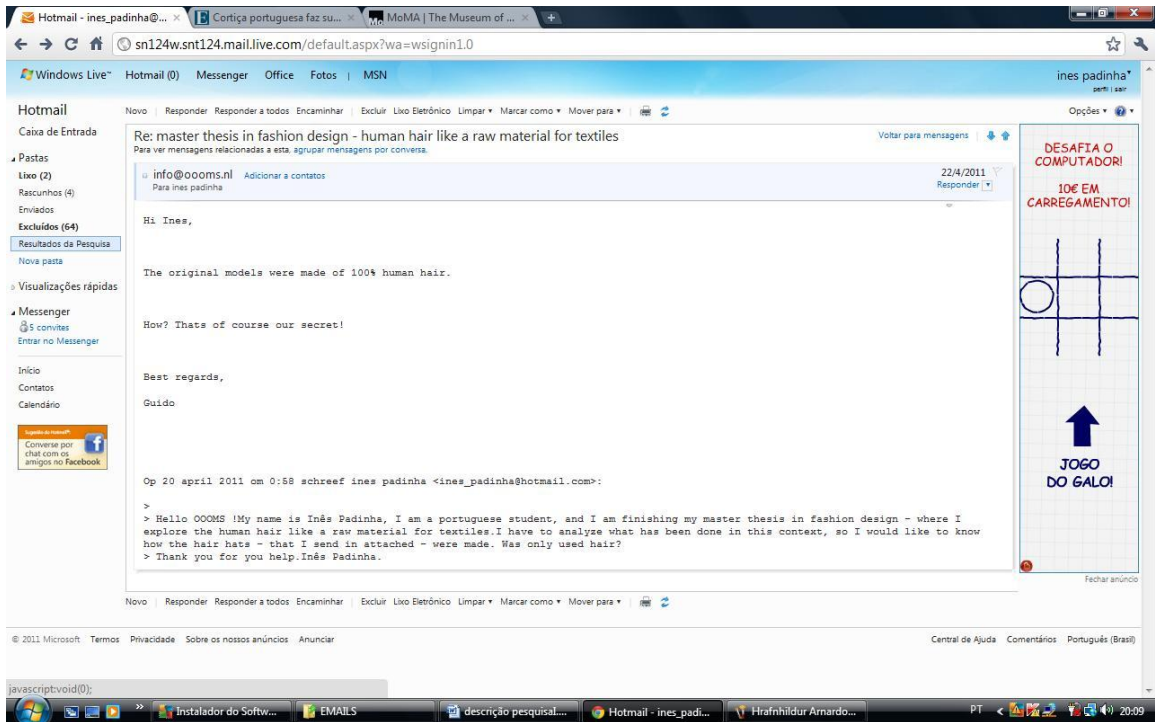 Hotmail - ines_padinha@... × Cortiça portuguesa faz su... × MoMA | The Museum of ... ×
sn124w.snt124.mail.live.com/default.aspx?wa=wsignin1.0
Windows Live™ Hotmail (0) Messenger Office Fotos | MSN ines padinha
perfil | sair
Hotmail Novo | Responder Responder a todos Encaminhar | Excluir Lixo Eletrônico Limpar Marcar como Mover para Opções
Caixa de Entrada
Pastas
Lixo (2)
Rascunhos (4)
Enviados
Excluídos (64)
Resultados da Pesquisa
Nova pasta
Visualizações rápidas
Messenger
5 convites
Entrar no Messenger
Início
Contatos
Calendário
Sugestão do Hotmail
Converse por
chat com os
amigos no Facebook
Re: master thesis in fashion design - human hair like a raw material for textiles Voltar para mensagens
Para ver mensagens relacionadas a esta, agrupar mensagens por conversa.
info@oooms.nl Adicionar a contatos 22/4/2011
Para ines padinha Responder
Hi Ines,
The original models were made of 100% human hair.
How? Thats of course our secret!
Best regards,
Guido
Op 20 april 2011 om 0:58 schreef ines padinha <ines_padinha@hotmail.com>:
>
> Hello OOOMS !My name is Inês Padinha, I am a portuguese student, and I am finishing my master thesis in fashion design - where I
explore the human hair like a raw material for textiles.I have to analyze what has been done in this context, so I would like to know
how the hair hats - that I send in attached - were made. Was only used hair?
> Thank you for you help.Inês Padinha.
DESAFIA O
COMPUTADOR!
10€ EM
CARREGAMENTO!
JOGO
DO GALO!
Fechar anúncio
Novo | Responder Responder a todos Encaminhar | Excluir Lixo Eletrônico Limpar Marcar como Mover para
© 2011 Microsoft Termos Privacidade Sobre os nossos anúncios Anunciar Central de Ajuda Comentários Português (Brasil)
javascript:void(0);
Instalador do Softw... EMAILS descrição pesquisaI.... Hotmail - ines_padi... Hrafnhildur Arnardo... PT 20:09